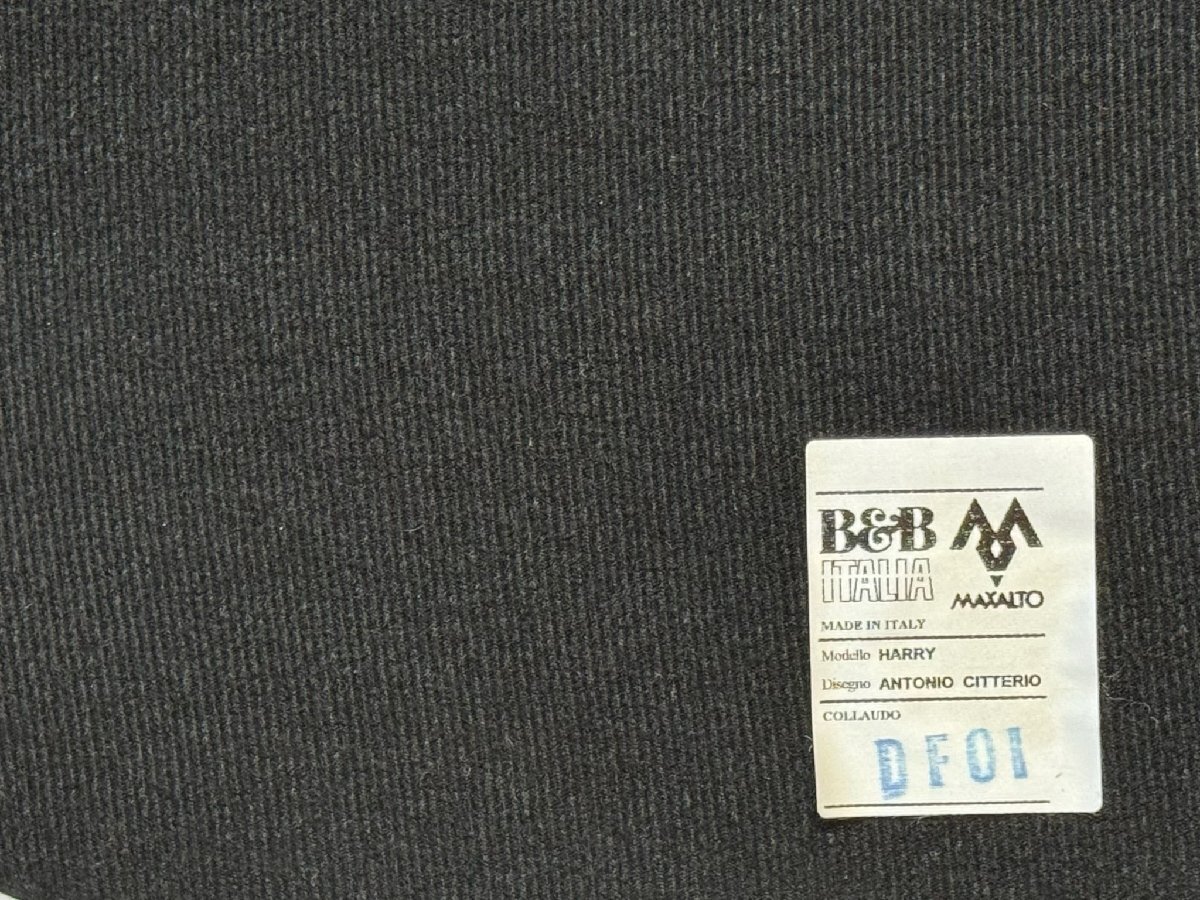 B&B
ITALIA
MAXALTO
MADE IN ITALY
Modello HARRY
Disegno ANTONIO CITTERIO
COLLAUDO
DF01